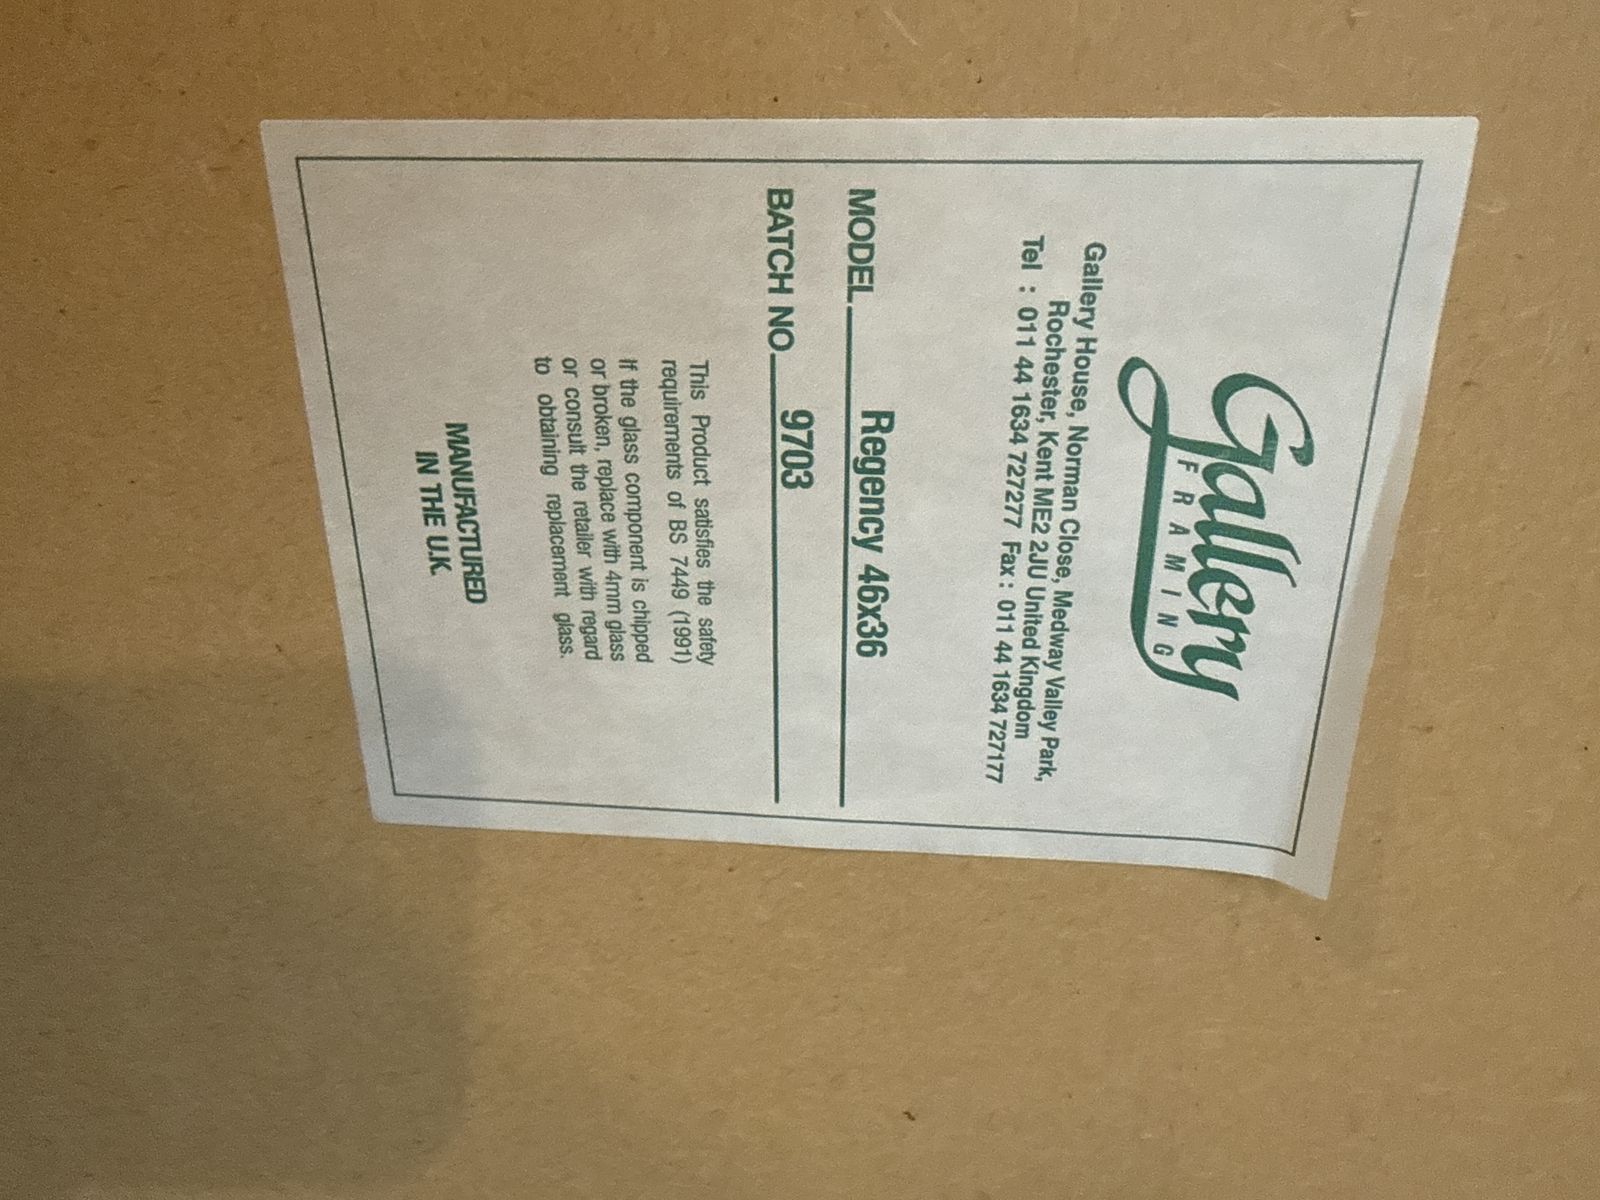 Gallery
FRAMING
Gallery House, Norman Close, Medway Valley Park,
Rochester, Kent ME2 2JU United Kingdom
Tel : 011 44 1634 727277 Fax : 011 44 1634 727177
MODEL Regency 46x36
BATCH NO. 9703
This Product satisfies the safety
requirements of BS 7449 (1991)
If the glass component is chipped
or broken, replace with 4mm glass
or consult the retailer with regard
to obtaining replacement glass.
MANUFACTURED
IN THE U.K.